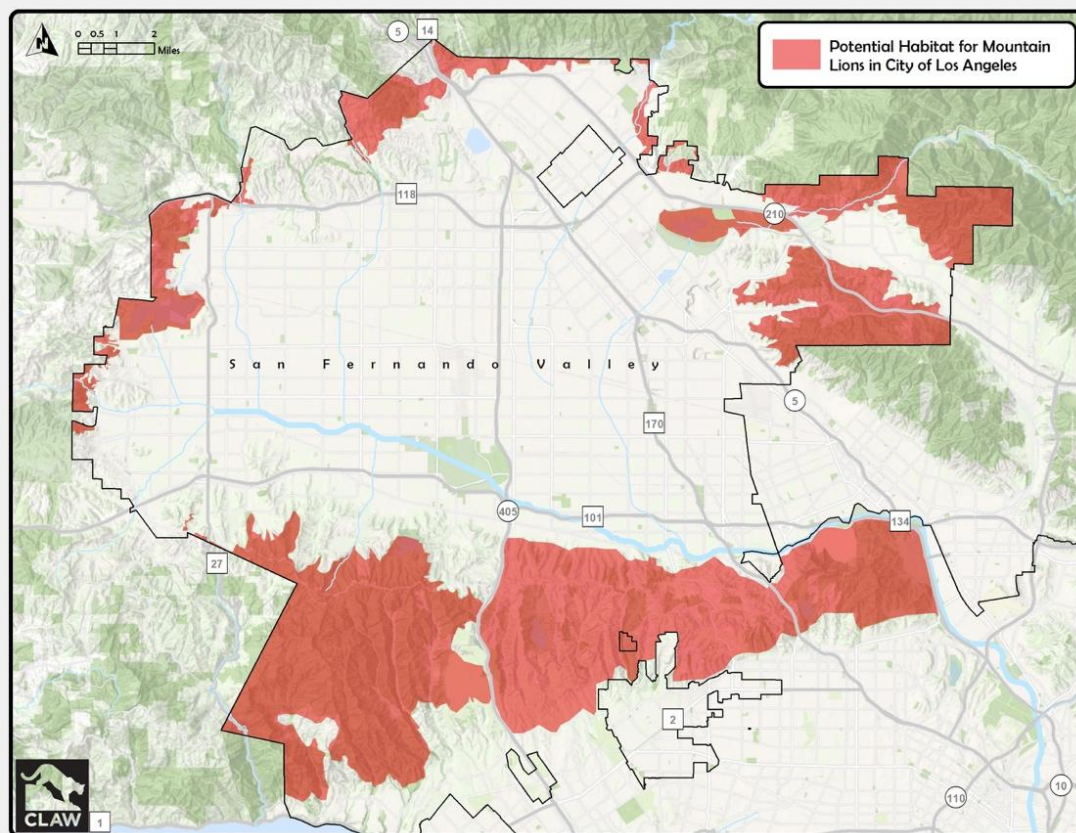 5
14
N
0 0.5 1 2
Miles
Potential Habitat for Mountain
Lions in City of Los Angeles
118
210
San Fernando Valley
5
170
405
101
134
27
2
CLAW
1
110
10